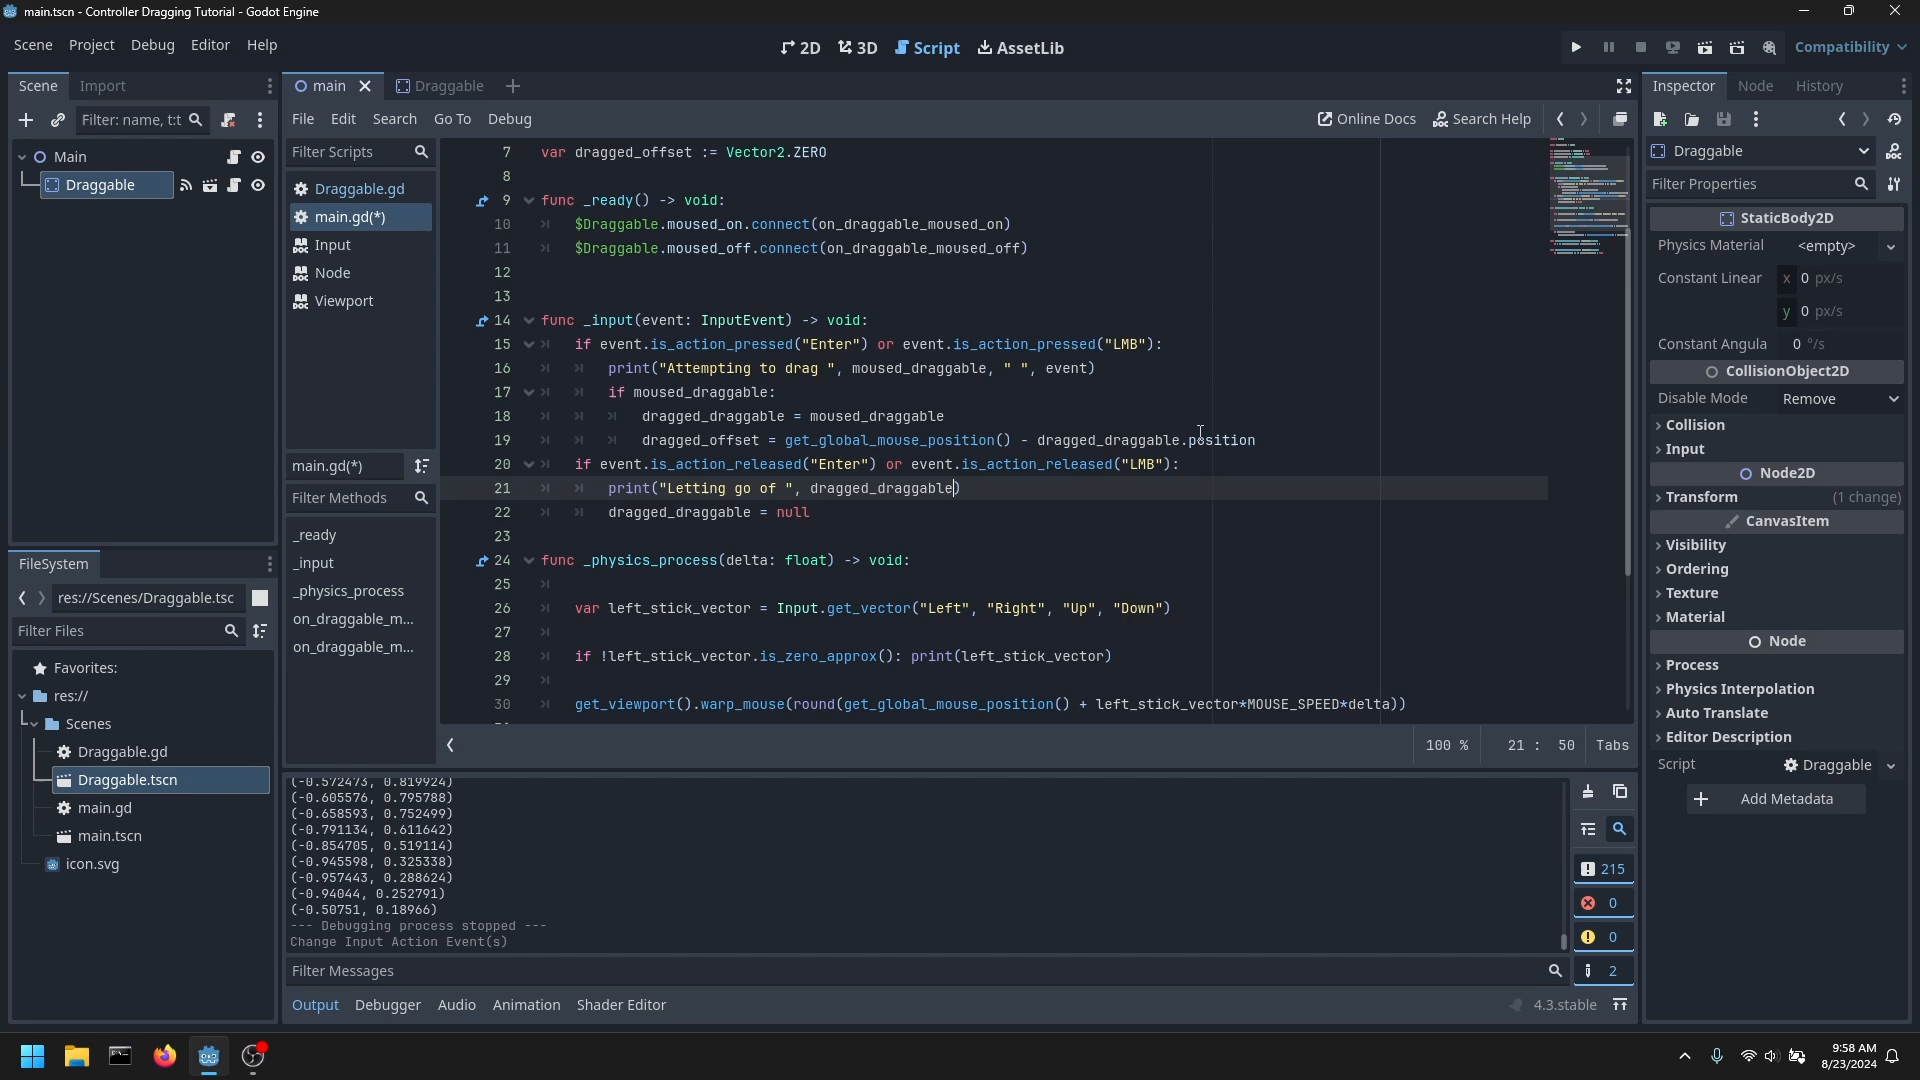 main.tscn - Controller Dragging Tutorial - Godot Engine
Scene Project Debug Editor Help
2D 3D Script AssetLib
Compatibility
Scene Import
Filter: name, t:t
Main
Draggable
FileSystem
res://Scenes/Draggable.tsc
Filter Files
Favorites:
res://
Scenes
Draggable.gd
Draggable.tscn
main.gd
main.tscn
icon.svg
main Draggable
File Edit Search Go To Debug
Online Docs Search Help
Filter Scripts
Draggable.gd
main.gd(*)
Input
Node
Viewport
main.gd(*)
Filter Methods
_ready
_input
_physics_process
on_draggable_m...
on_draggable_m...
7 var dragged_offset := Vector2.ZERO
8
9 func _ready() -> void:
10 $Draggable.moused_on.connect(on_draggable_moused_on)
11 $Draggable.moused_off.connect(on_draggable_moused_off)
12
13
14 func _input(event: InputEvent) -> void:
15 if event.is_action_pressed("Enter") or event.is_action_pressed("LMB"):
16 print("Attempting to drag ", moused_draggable, " ", event)
17 if moused_draggable:
18 dragged_draggable = moused_draggable
19 dragged_offset = get_global_mouse_position() - dragged_draggable.position
20 if event.is_action_released("Enter") or event.is_action_released("LMB"):
21 print("Letting go of ", dragged_draggable)
22 dragged_draggable = null
23
24 func _physics_process(delta: float) -> void:
25
26 var left_stick_vector = Input.get_vector("Left", "Right", "Up", "Down")
27
28 if !left_stick_vector.is_zero_approx(): print(left_stick_vector)
29
30 get_viewport().warp_mouse(round(get_global_mouse_position() + left_stick_vector*MOUSE_SPEED*delta))
100 % 21 : 50 Tabs
(-0.572473, 0.819924)
(-0.605576, 0.795788)
(-0.658593, 0.752499)
(-0.791134, 0.611642)
(-0.854705, 0.519114)
(-0.945598, 0.325338)
(-0.957443, 0.288624)
(-0.94044, 0.252791)
(-0.50751, 0.18966)
--- Debugging process stopped ---
Change Input Action Event(s)
215
0
0
2
Filter Messages
Output Debugger Audio Animation Shader Editor
4.3.stable
Inspector Node History
Draggable
Filter Properties
StaticBody2D
Physics Material <empty>
Constant Linear x 0 px/s
y 0 px/s
Constant Angula 0 °/s
CollisionObject2D
Disable Mode Remove
Collision
Input
Node2D
Transform (1 change)
CanvasItem
Visibility
Ordering
Texture
Material
Node
Process
Physics Interpolation
Auto Translate
Editor Description
Script Draggable
Add Metadata
9:58 AM
8/23/2024